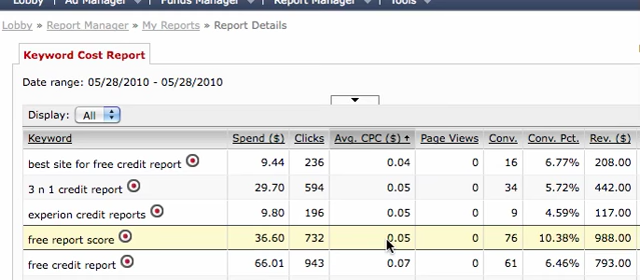 Lobby Ad Manager Funds Manager Report Manager Tools
Lobby » Report Manager » My Reports » Report Details
Keyword Cost Report
Date range: 05/28/2010 - 05/28/2010
Display: All
Keyword Spend ($) Clicks Avg. CPC ($) ↑ Page Views Conv. Conv. Pct. Rev. ($)
best site for free credit report 9.44 236 0.04 0 16 6.77% 208.00
3 n 1 credit report 29.70 594 0.05 0 34 5.72% 442.00
experion credit reports 9.80 196 0.05 0 9 4.59% 117.00
free report score 36.60 732 0.05 0 76 10.38% 988.00
free credit report 66.01 943 0.07 0 61 6.46% 793.00